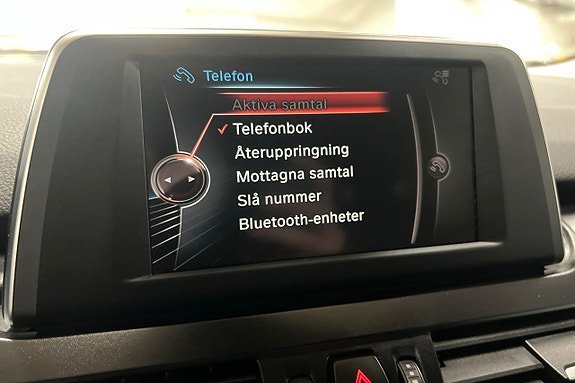 Telefon
Aktiva samtal
Telefonbok
Återuppringning
Mottagna samtal
Slå nummer
Bluetooth-enheter